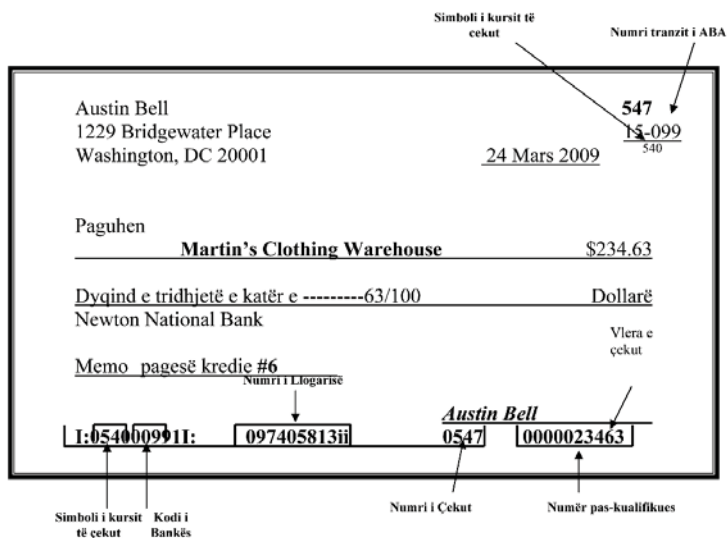 Simboli i kursit të
cekut
Numri tranzit i ABA
Austin Bell
547
1229 Bridgewater Place
15-099
Washington, DC 20001
24 Mars 2009
540
Paguhen
Martin's Clothing Warehouse
$234.63
Dyqind e tridhjetë e katër e ---------63/100
Dollarë
Newton National Bank
Vlera e
çekut
Memo pagesë kredie #6
Numri i Llogarisë
Austin Bell
I:054000991I:
097405813ii
0547
0000023463
Simboli i kursit
të çekut
Kodi i
Bankës
Numri i Çekut
Numër pas-kualifikues